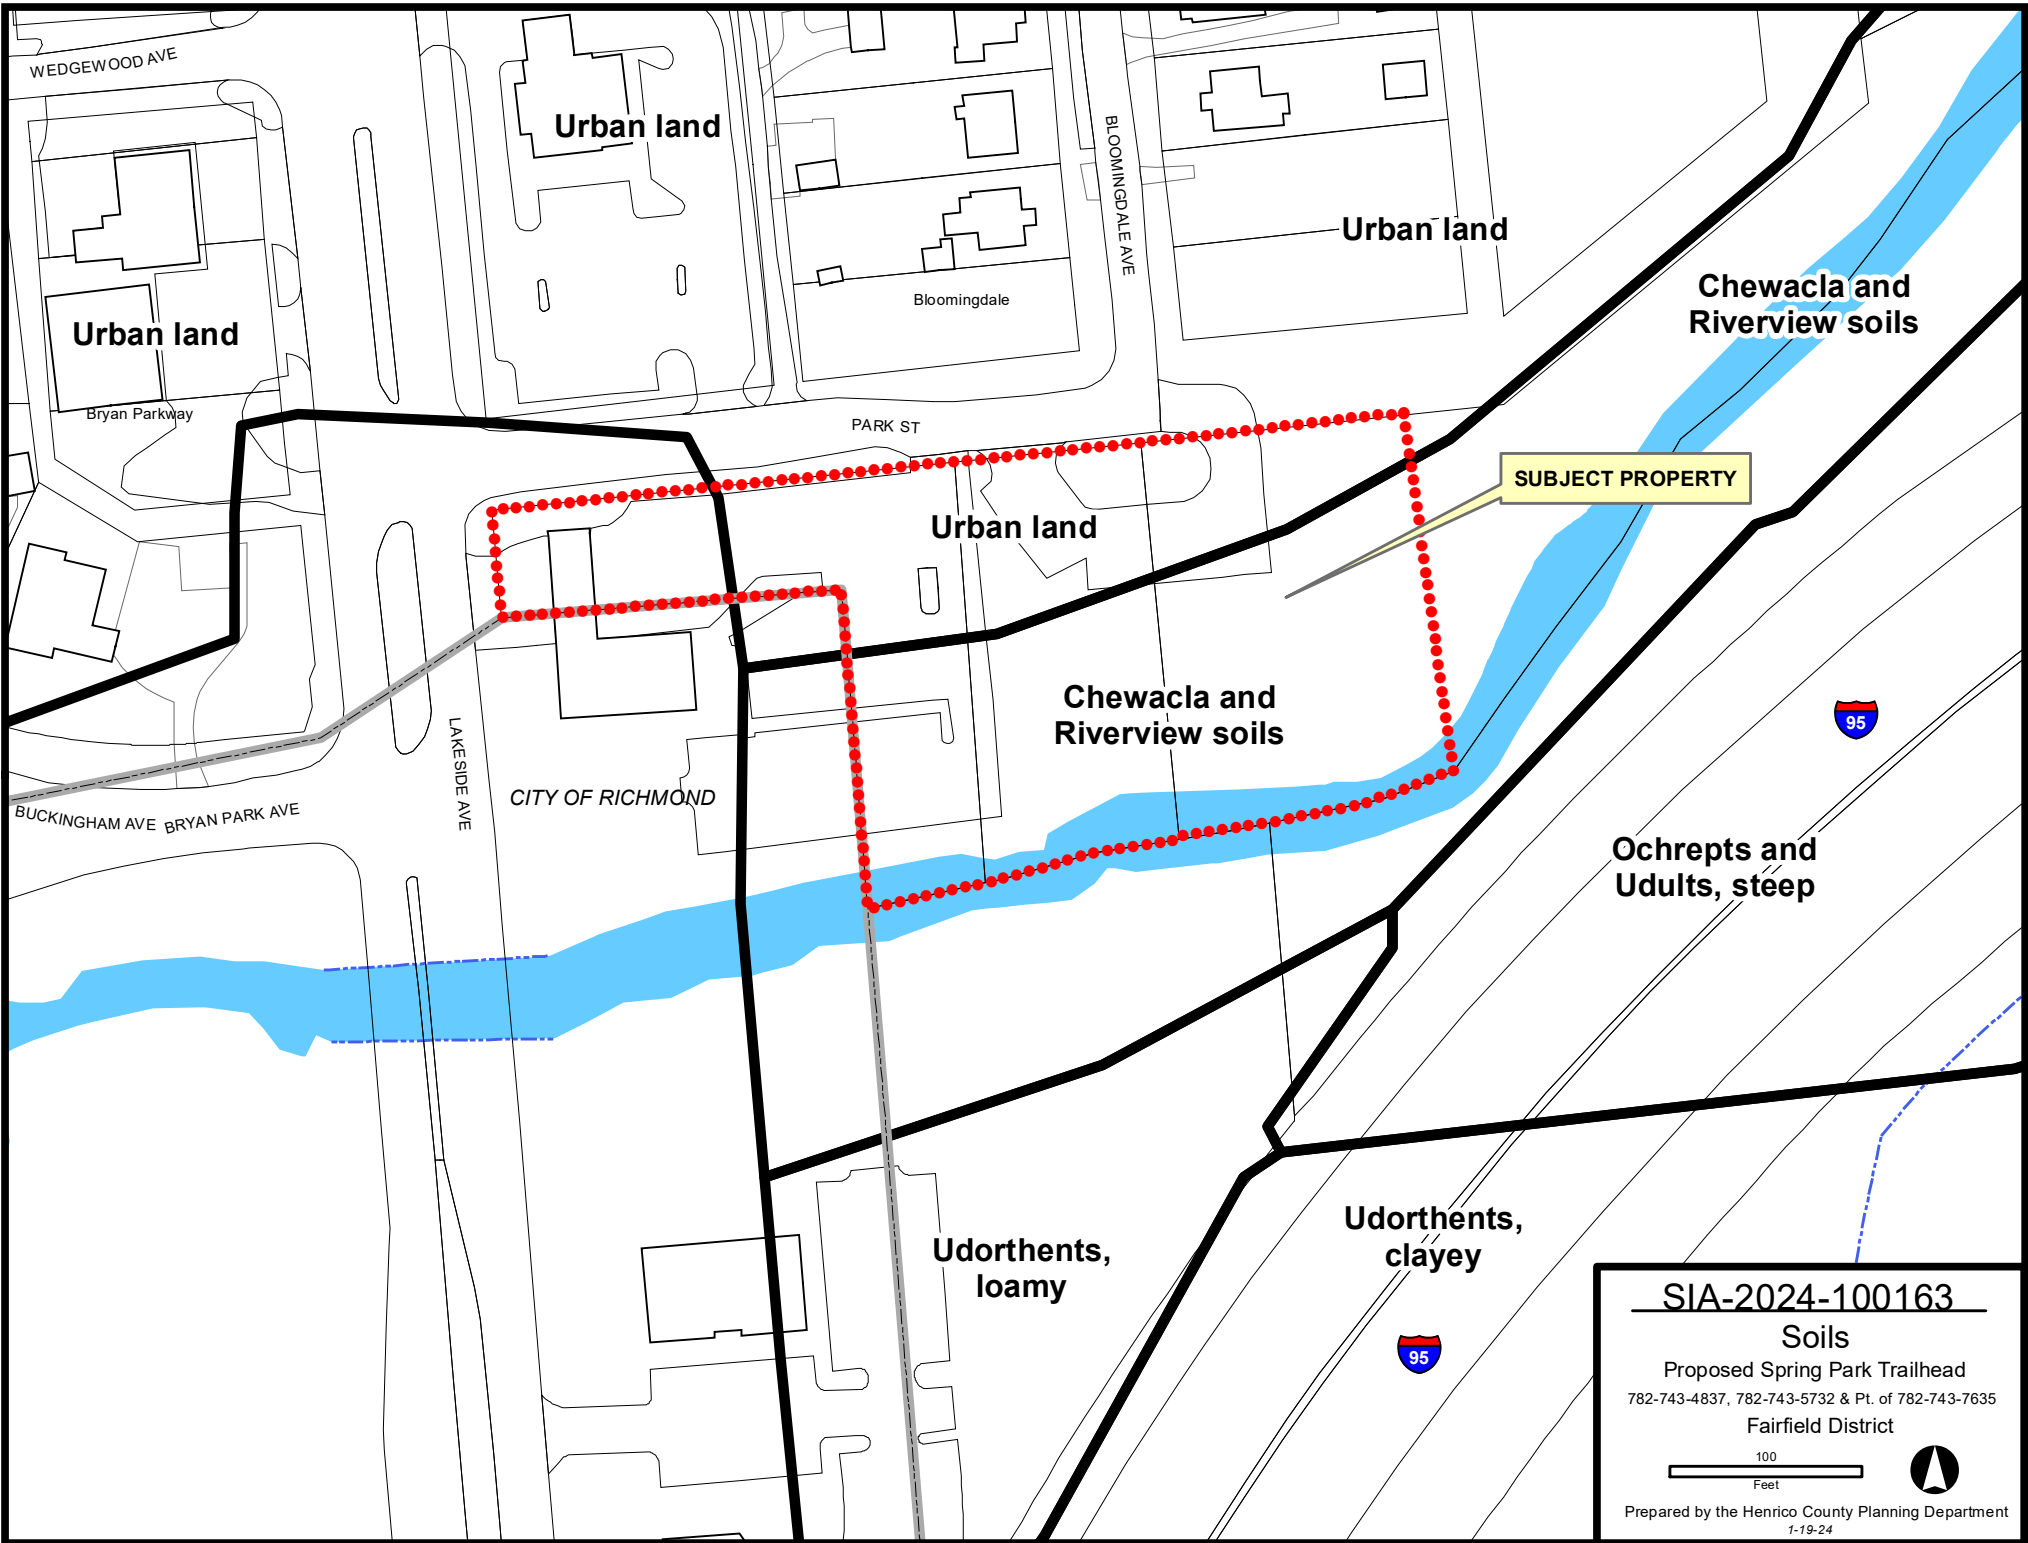 WEDGEWOOD AVE
Urban land
BLOOMINGDALE AVE
Urban land
Chewacla and
Riverview soils
Bloomingdale
Urban land
Bryan Parkway
PARK ST
SUBJECT PROPERTY
Urban land
Chewacla and
Riverview soils
95
LAKESIDE AVE
CITY OF RICHMOND
BUCKINGHAM AVE
BRYAN PARK AVE
Ochrepts and
Udults, steep
Udorthents,
clayey
Udorthents,
loamy
95
SIA-2024-100163
Soils
Proposed Spring Park Trailhead
782-743-4837, 782-743-5732 & Pt. of 782-743-7635
Fairfield District
100
Feet
Prepared by the Henrico County Planning Department
1-19-24